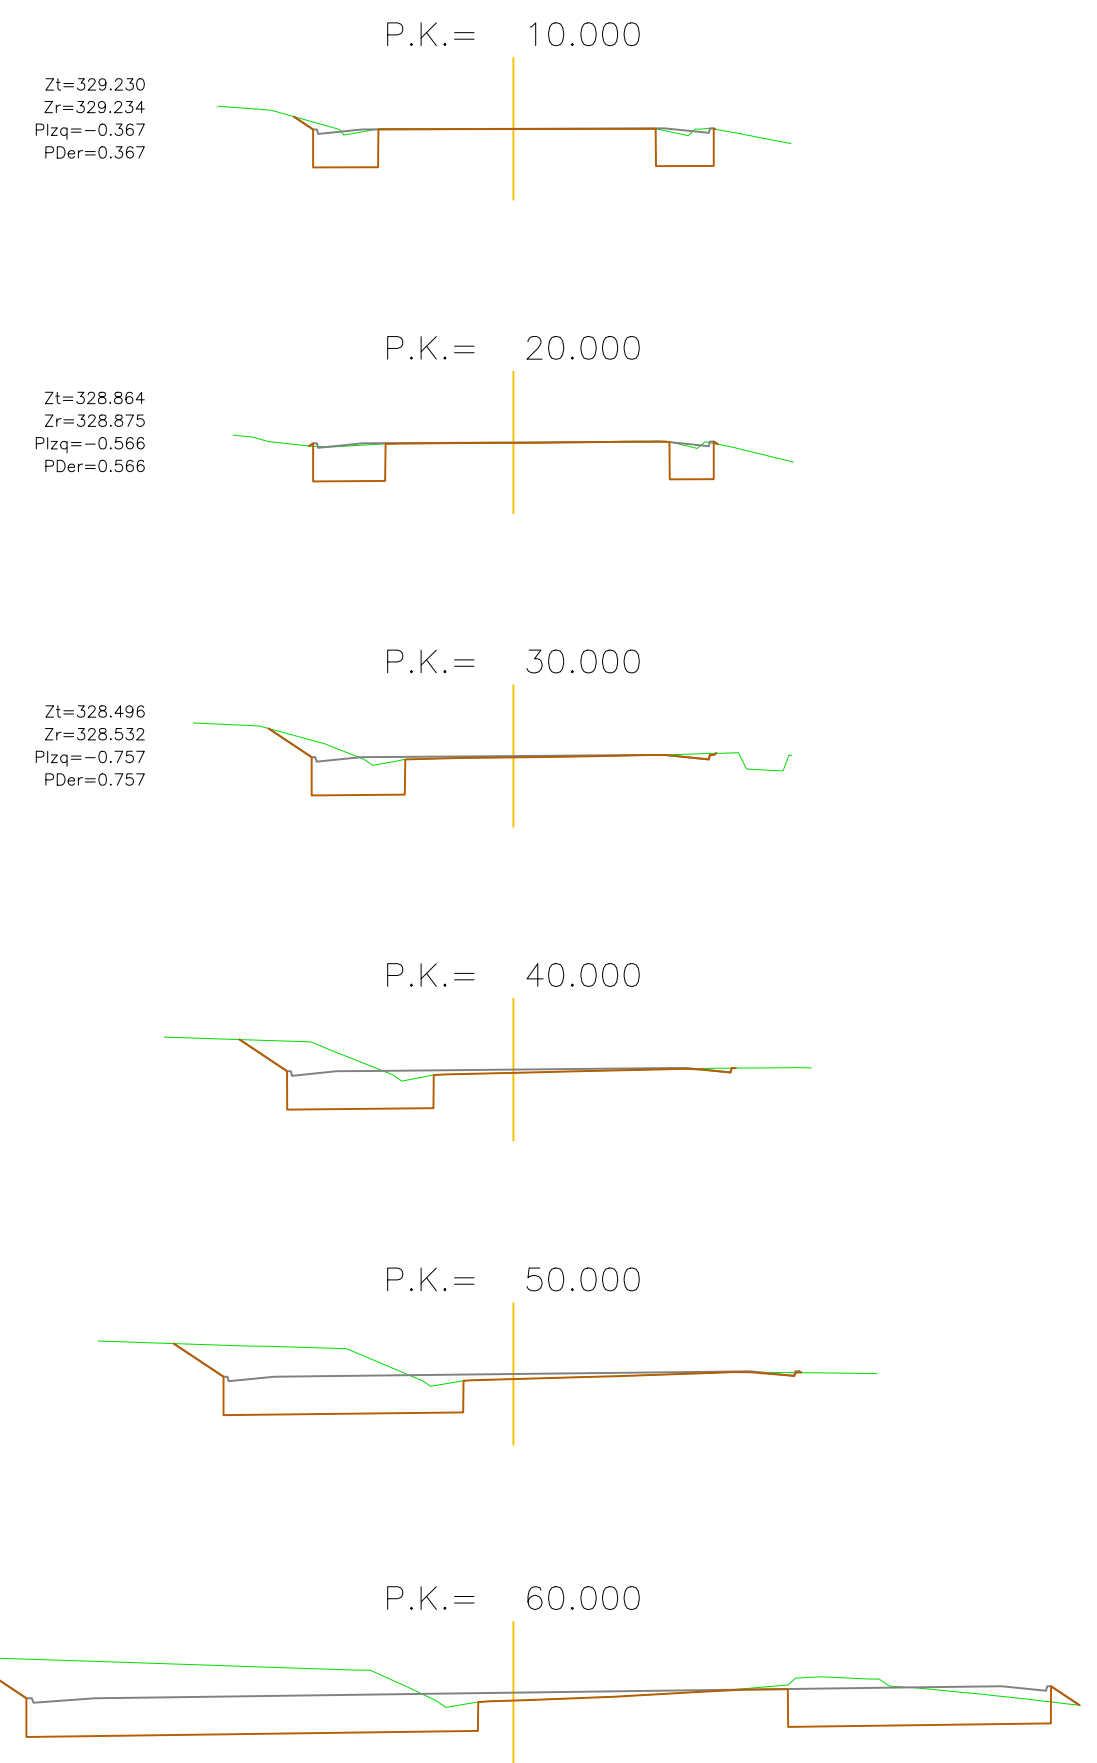 P.K.= 10.000
Zt=329.230
Zr=329.234
PIzq=-0.367
PDer=0.367
P.K.= 20.000
Zt=328.864
Zr=328.875
PIzq=-0.566
PDer=0.566
P.K.= 30.000
Zt=328.496
Zr=328.532
PIzq=-0.757
PDer=0.757
P.K.= 40.000
P.K.= 50.000
P.K.= 60.000